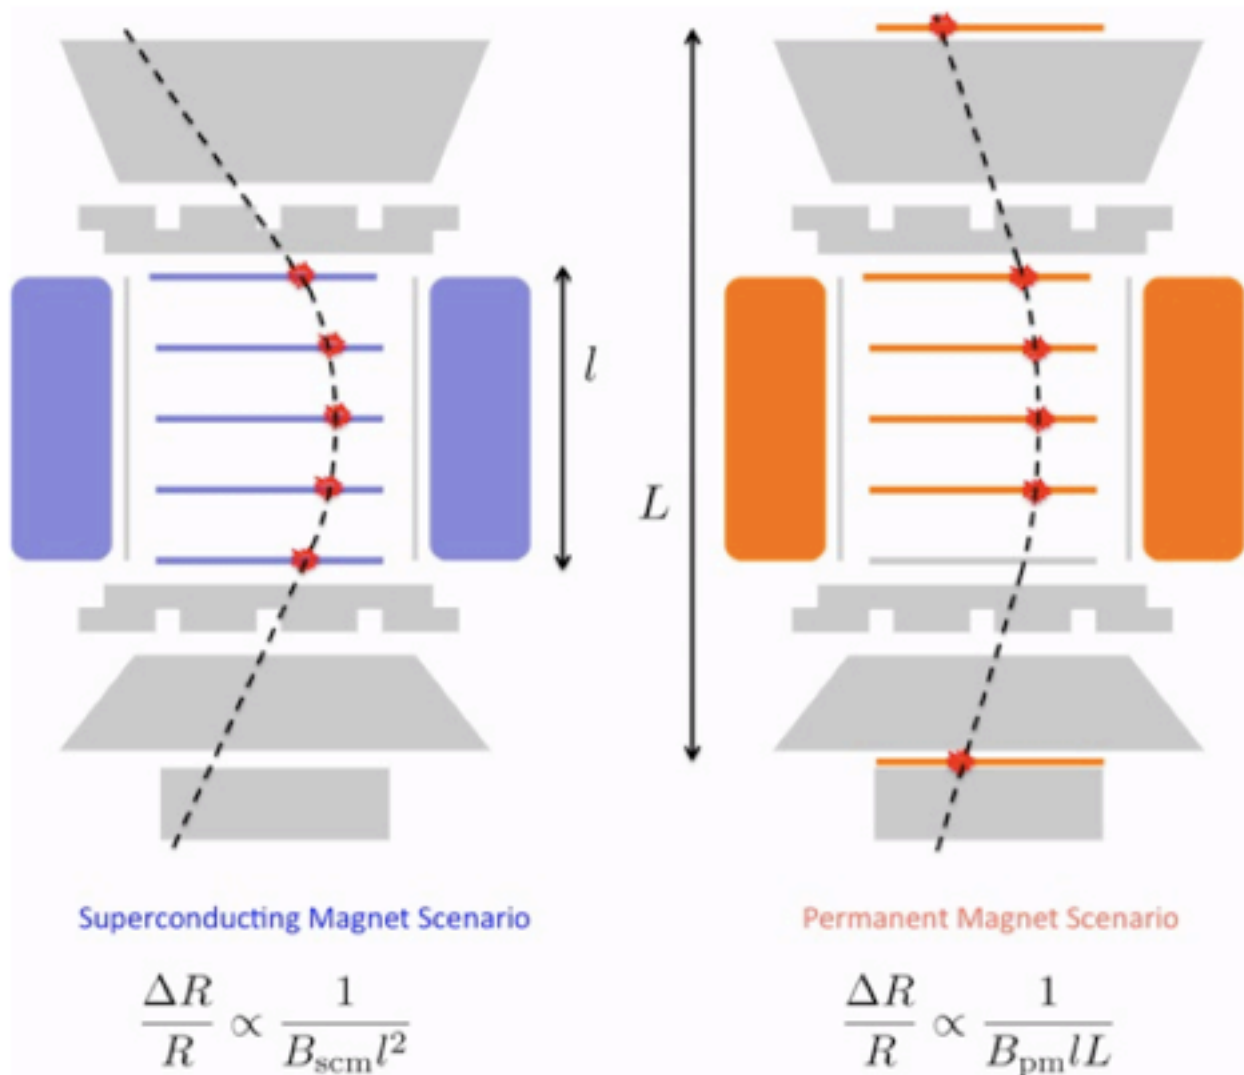 l
L
Superconducting Magnet Scenario
Permanent Magnet Scenario
ΔR/R ∝ 1/B_scm l²
ΔR/R ∝ 1/B_pm lL